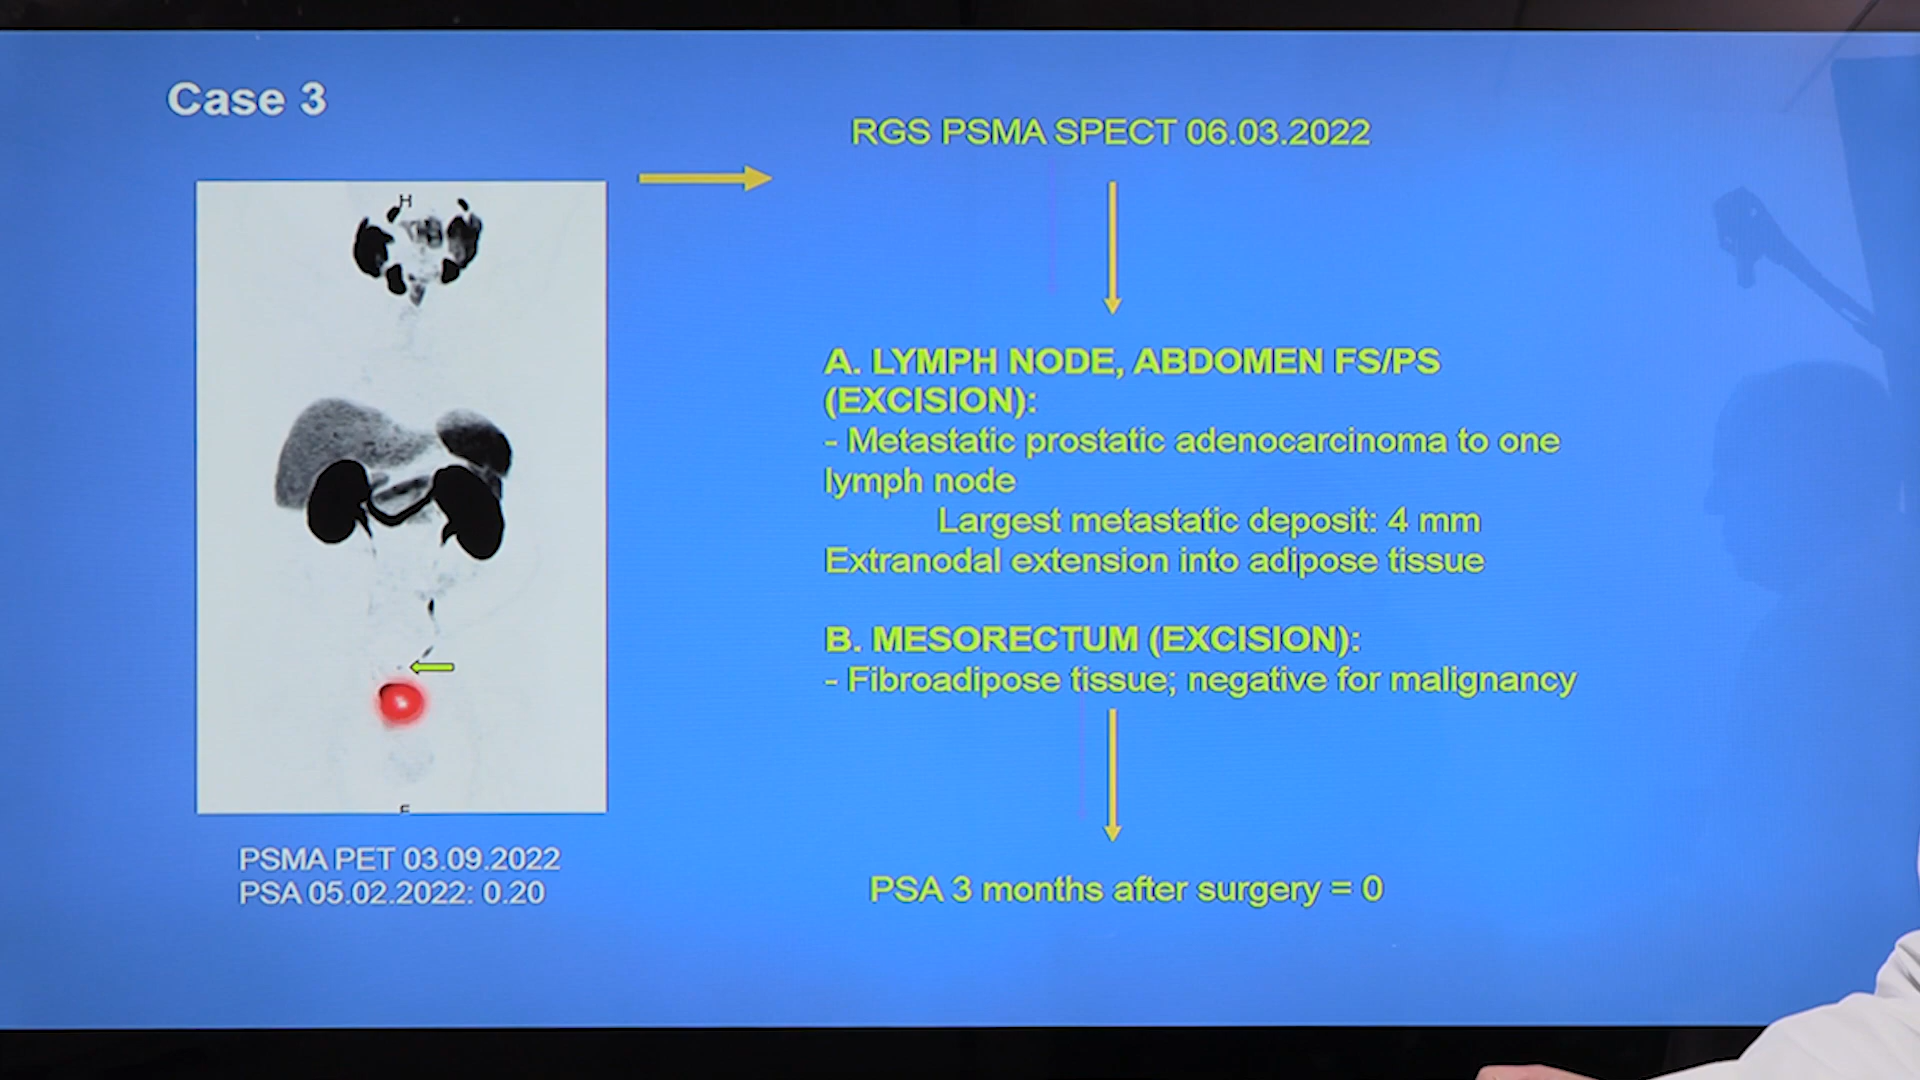 Case 3
RGS PSMA SPECT 06.03.2022
H
A. LYMPH NODE, ABDOMEN FS/PS
(EXCISION):
- Metastatic prostatic adenocarcinoma to one
lymph node
Largest metastatic deposit: 4 mm
Extranodal extension into adipose tissue
B. MESORECTUM (EXCISION):
- Fibroadipose tissue; negative for malignancy
F
PSMA PET 03.09.2022
PSA 05.02.2022: 0.20
PSA 3 months after surgery = 0